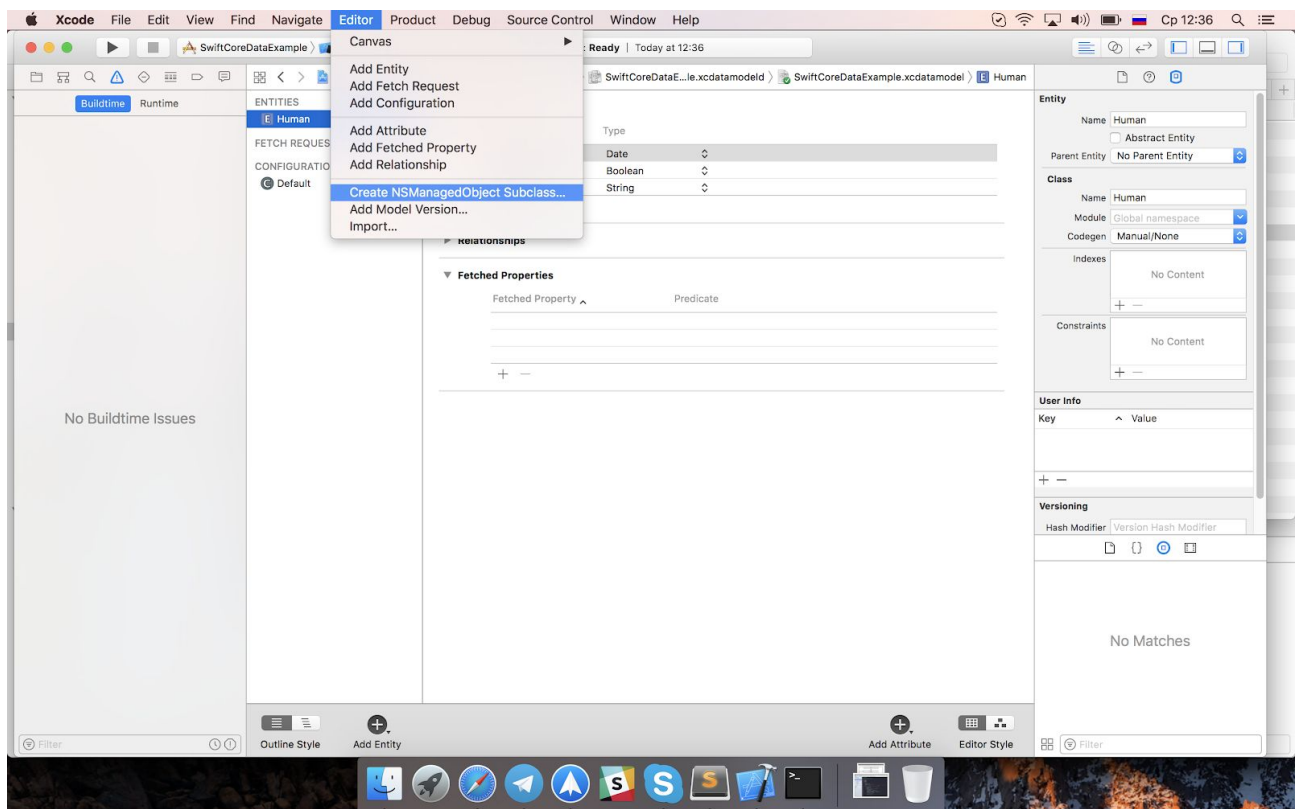 Xcode File Edit View Find Navigate Editor Product Debug Source Control Window Help Ср 12:36
SwiftCoreDataExample Ready | Today at 12:36
SwiftCoreDataE...le.xcdatamodeld SwiftCoreDataExample.xcdatamodel E Human
Buildtime Runtime
No Buildtime Issues
Filter
ENTITIES
E Human
FETCH REQUES
CONFIGURATIO
C Default
Canvas
Add Entity
Add Fetch Request
Add Configuration
Add Attribute
Add Fetched Property
Add Relationship
Create NSManagedObject Subclass...
Add Model Version...
Import...
Type
Date
Boolean
String
Relationships
Fetched Properties
Fetched Property Predicate
+ −
Outline Style Add Entity Add Attribute Editor Style
Entity
Name Human
Abstract Entity
Parent Entity No Parent Entity
Class
Name Human
Module Global namespace
Codegen Manual/None
Indexes
No Content
+ −
Constraints
No Content
+ −
User Info
Key Value
+ −
Versioning
Hash Modifier Version Hash Modifier
{}
No Matches
Filter
S S S >_